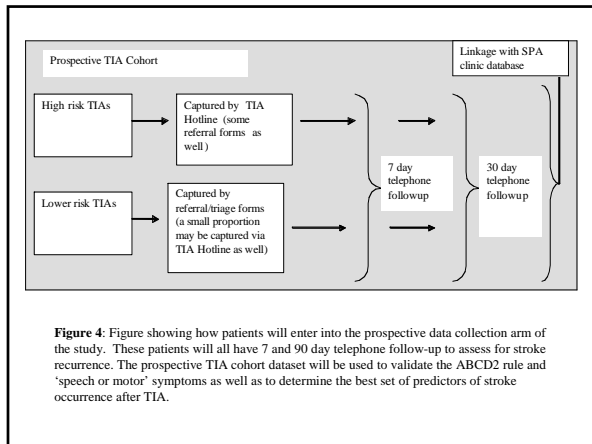 Prospective TIA Cohort
Linkage with SPA
clinic database
High risk TIAs
Captured by TIA
Hotline (some
referral forms as
well)
7 day
telephone
followup
30 day
telephone
followup
Lower risk TIAs
Captured by
referral/triage forms
(a small proportion
may be captured via
TIA Hotline as well)
Figure 4: Figure showing how patients will enter into the prospective data collection arm of
the study. These patients will all have 7 and 90 day telephone follow-up to assess for stroke
recurrence. The prospective TIA cohort dataset will be used to validate the ABCD2 rule and
‘speech or motor’ symptoms as well as to determine the best set of predictors of stroke
occurrence after TIA.